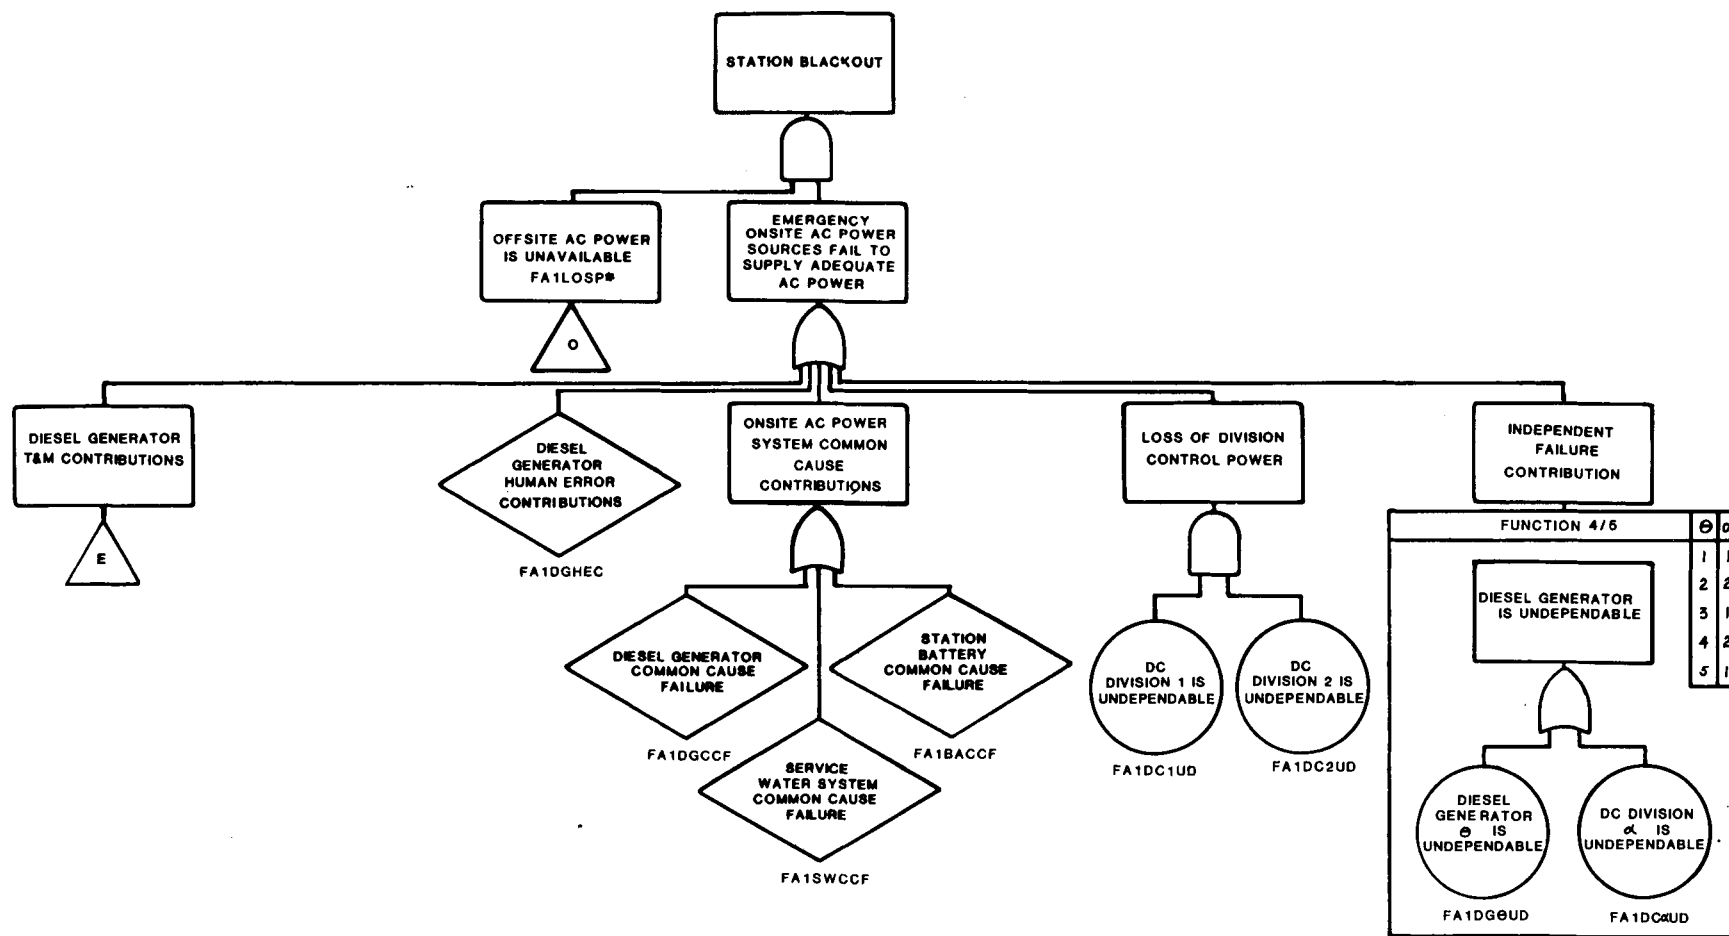 STATION BLACKOUT
OFFSITE AC POWER
IS UNAVAILABLE
FA1LOSP*
O
EMERGENCY
ONSITE AC POWER
SOURCES FAIL TO
SUPPLY ADEQUATE
AC POWER
DIESEL GENERATOR
T&M CONTRIBUTIONS
E
DIESEL
GENERATOR
HUMAN ERROR
CONTRIBUTIONS
FA1DGHEC
ONSITE AC POWER
SYSTEM COMMON
CAUSE
CONTRIBUTIONS
DIESEL GENERATOR
COMMON CAUSE
FAILURE
FA1DGCCF
SERVICE
WATER SYSTEM
COMMON CAUSE
FAILURE
FA1SWCCF
STATION
BATTERY
COMMON CAUSE
FAILURE
FA1BACCF
LOSS OF DIVISION
CONTROL POWER
DC
DIVISION 1 IS
UNDEPENDABLE
FA1DC1UD
DC
DIVISION 2 IS
UNDEPENDABLE
FA1DC2UD
INDEPENDENT
FAILURE
CONTRIBUTION
FUNCTION 4/5
θ α
1 1
2 2
3 1
4 2
5 1
DIESEL GENERATOR
IS UNDEPENDABLE
DIESEL
GENERATOR
θ IS
UNDEPENDABLE
FA1DGθUD
DC DIVISION
α IS
UNDEPENDABLE
FA1DCαUD